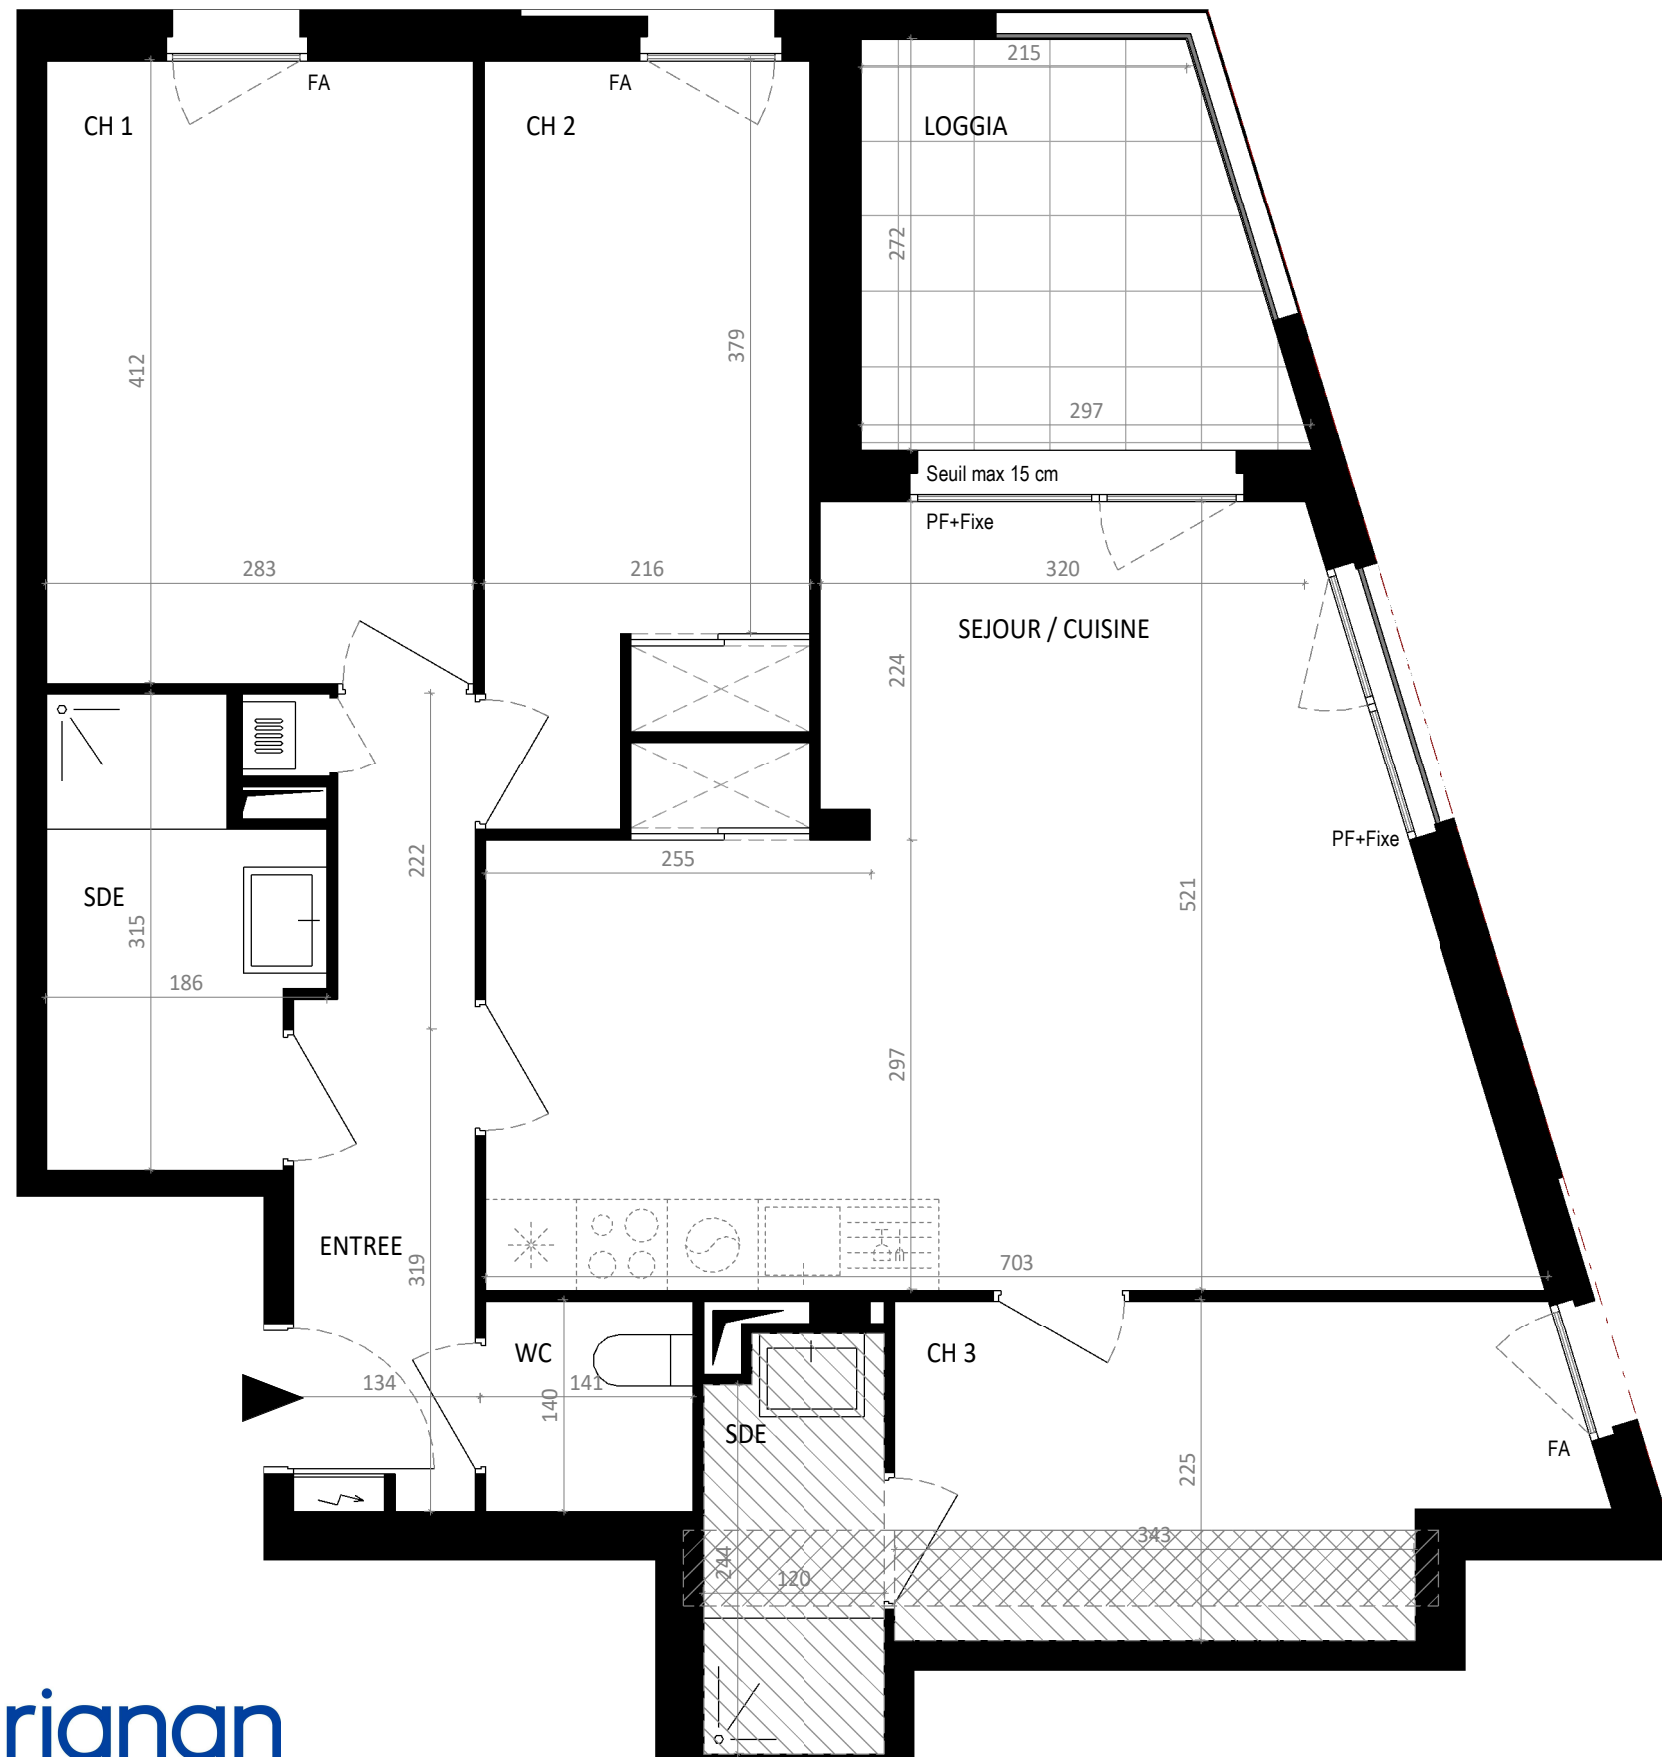 215
FA
FA
CH 1
CH 2
LOGGIA
272
379
412
297
Seuil max 15 cm
PF+Fixe
283
216
320
SEJOUR / CUISINE
224
PF+Fixe
255
222
521
SDE
315
186
297
ENTREE
319
703
WC
CH 3
134
140
141
SDE
FA
225
343
244
120
rignan